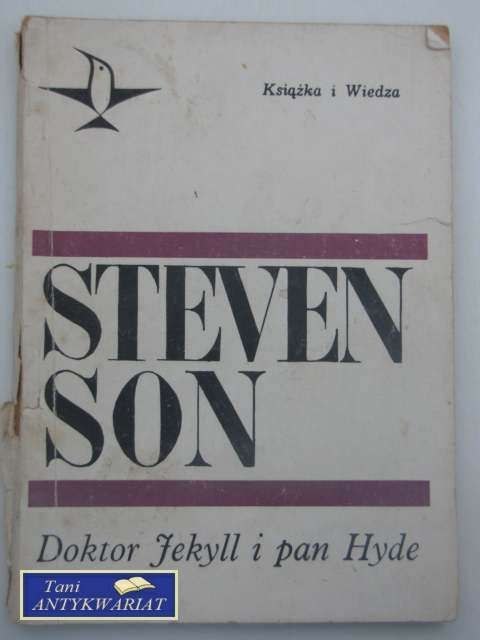 Książka i Wiedza
STEVEN
SON
Doktor Jekyll i pan Hyde
Tani
ANTYKWARIAT